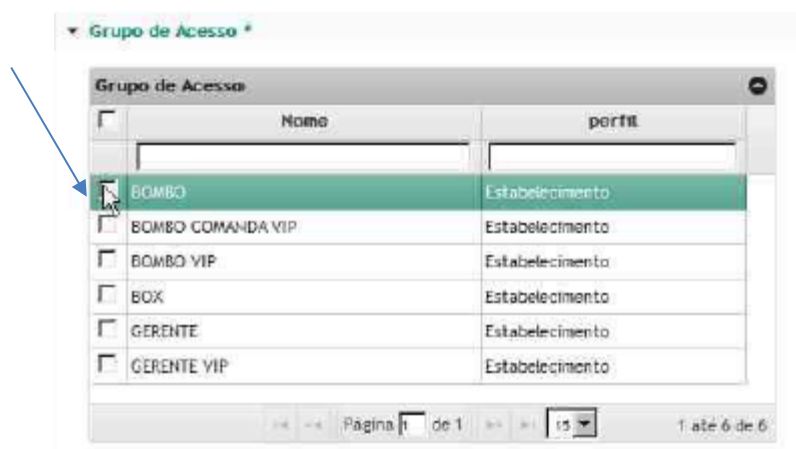 Grupo de Acesso *
Grupo de Acesso
Nome perfil
BOMBO Estabelecimento
BOMBO COMANDA VIP Estabelecimento
BOMBO VIP Estabelecimento
BOX Estabelecimento
GERENTE Estabelecimento
GERENTE VIP Estabelecimento
Página 1 de 1 15 1 até 6 de 6